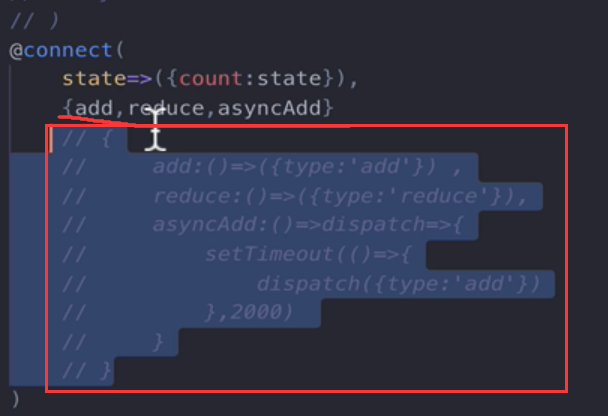 // )
@connect(
state=>({count:state}),
{add,reduce,asyncAdd}
// {
//     add:()=>({type:'add'}) ,
//     reduce:()=>({type:'reduce'}),
//     asyncAdd:()=>dispatch=>{
//         setTimeout(()=>{
//             dispatch({type:'add'})
//         },2000)
//     }
// }
)